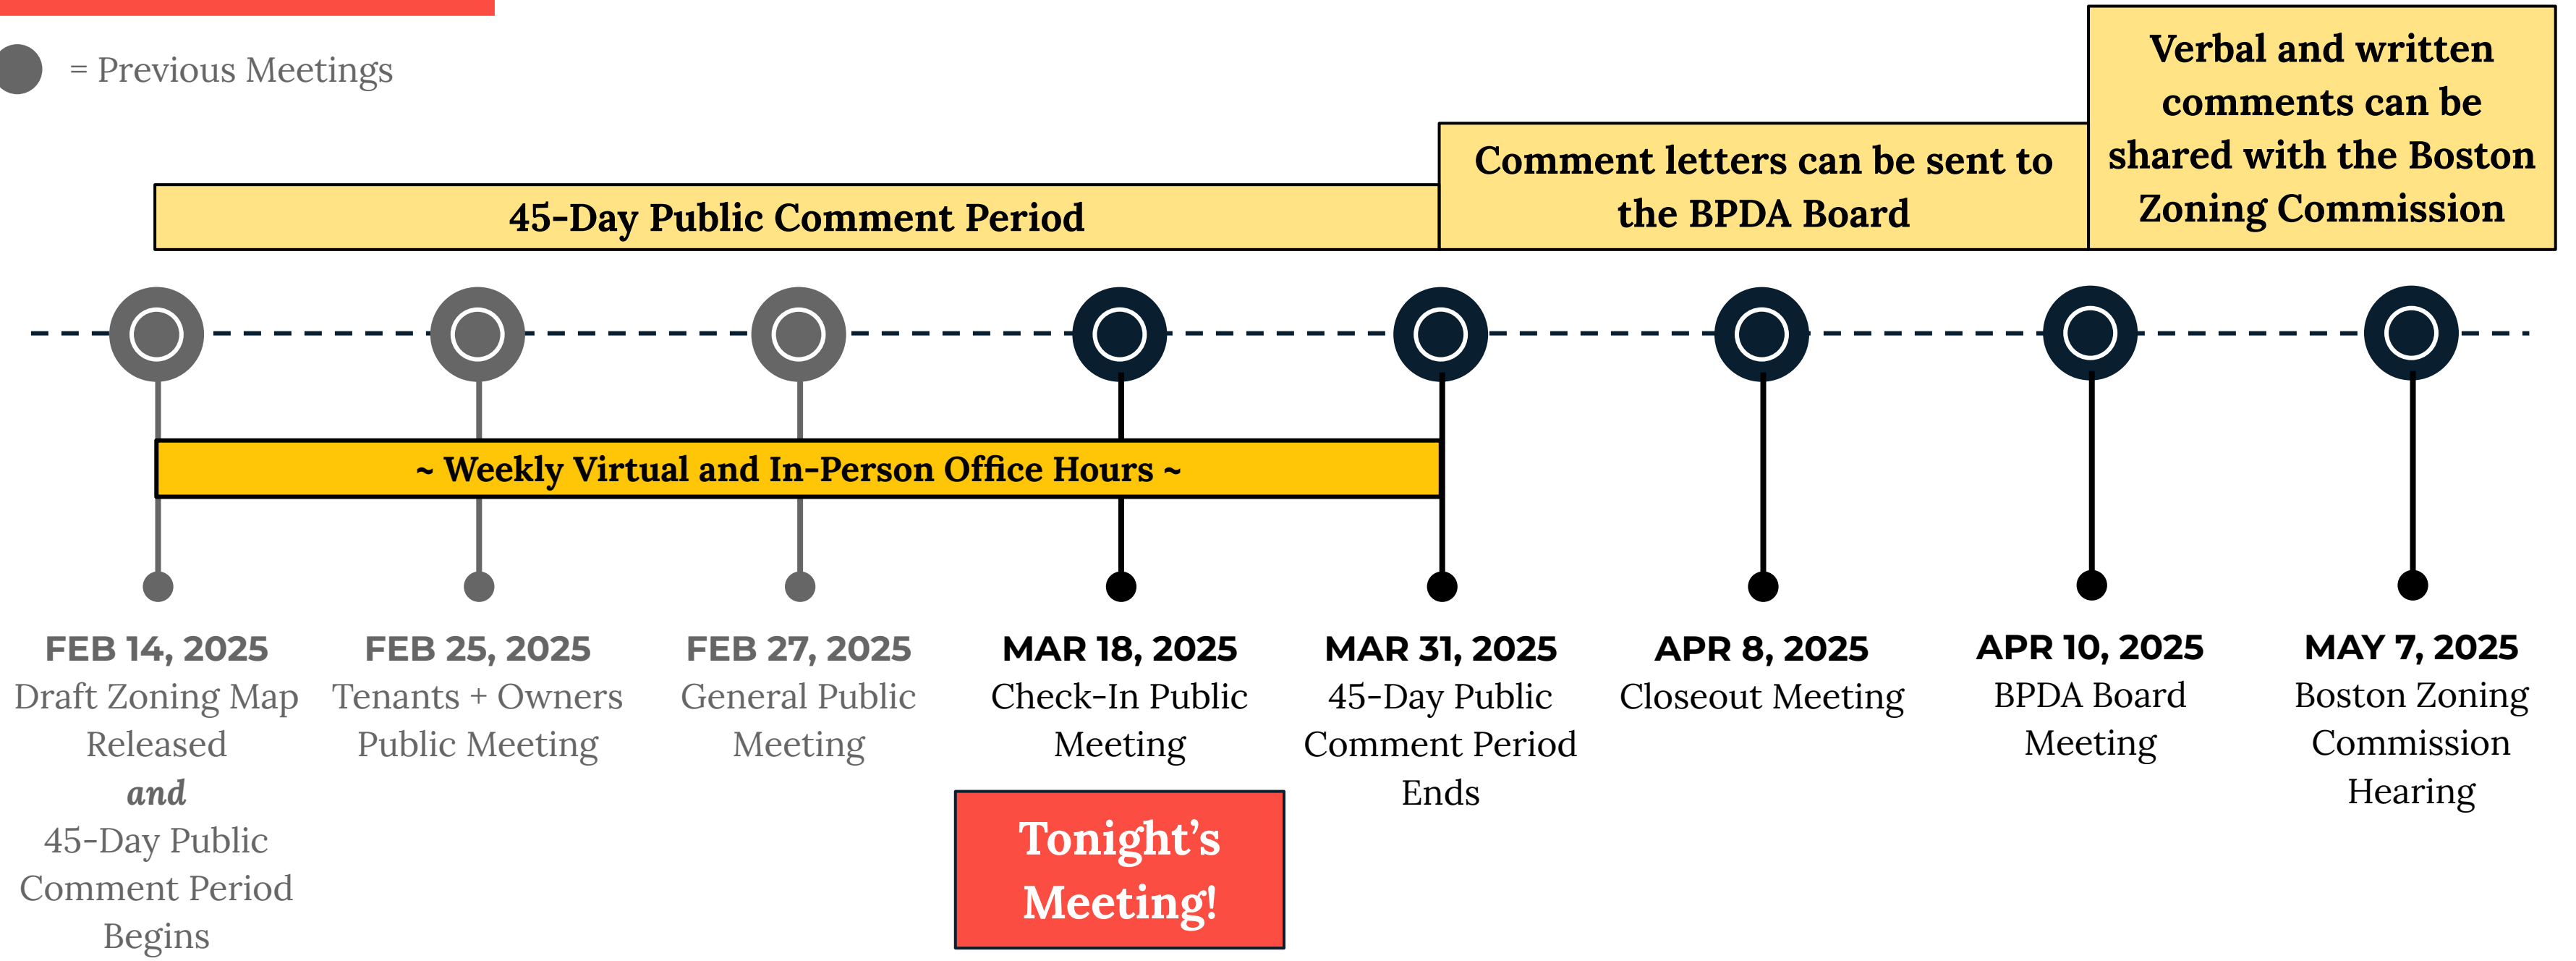 = Previous Meetings
45-Day Public Comment Period
Comment letters can be sent to
the BPDA Board
Verbal and written
comments can be
shared with the Boston
Zoning Commission
~ Weekly Virtual and In-Person Office Hours ~
FEB 14, 2025
Draft Zoning Map
Released
and
45-Day Public
Comment Period
Begins
FEB 25, 2025
Tenants + Owners
Public Meeting
FEB 27, 2025
General Public
Meeting
MAR 18, 2025
Check-In Public
Meeting
Tonight’s
Meeting!
MAR 31, 2025
45-Day Public
Comment Period
Ends
APR 8, 2025
Closeout Meeting
APR 10, 2025
BPDA Board
Meeting
MAY 7, 2025
Boston Zoning
Commission
Hearing